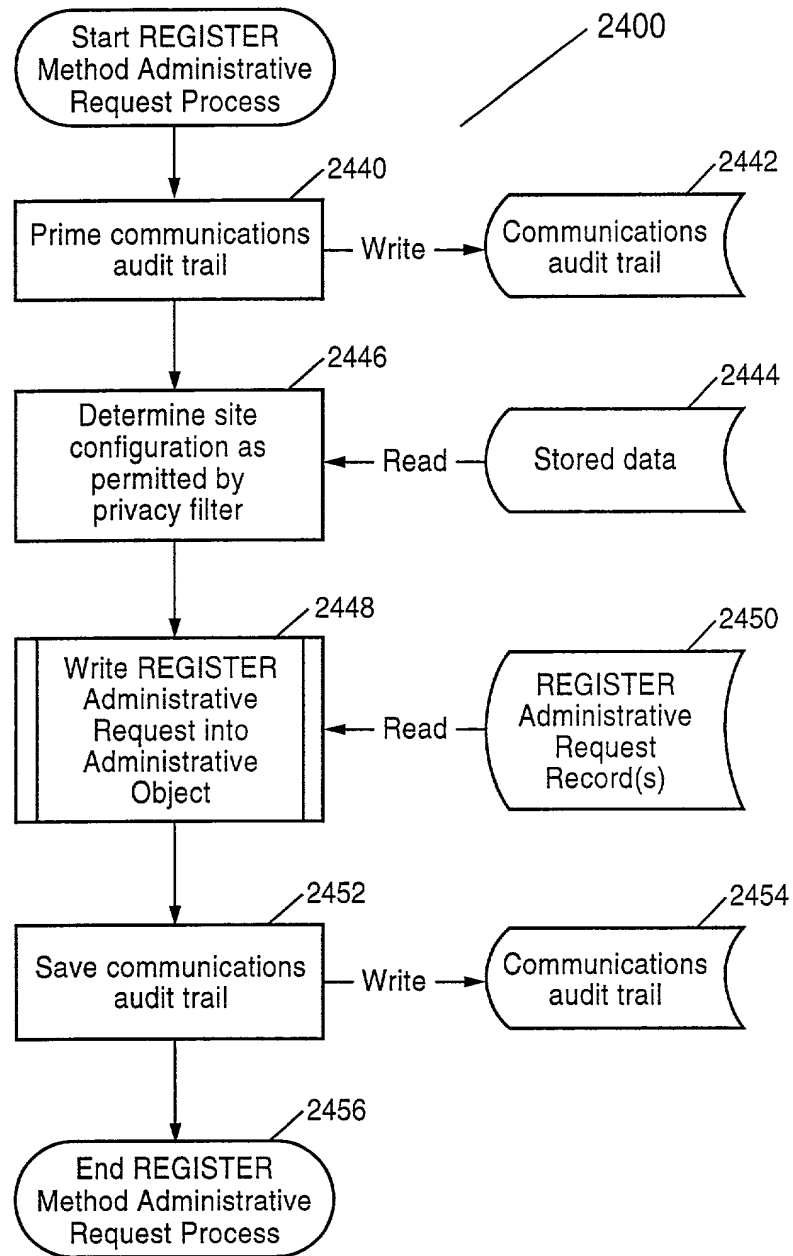 Start REGISTER
Method Administrative
Request Process
2400
2440
Prime communications
audit trail
Write
2442
Communications
audit trail
2446
Determine site
configuration as
permitted by
privacy filter
Read
2444
Stored data
2448
Write REGISTER
Administrative
Request into
Administrative
Object
Read
2450
REGISTER
Administrative
Request
Record(s)
2452
Save communications
audit trail
Write
2454
Communications
audit trail
2456
End REGISTER
Method Administrative
Request Process